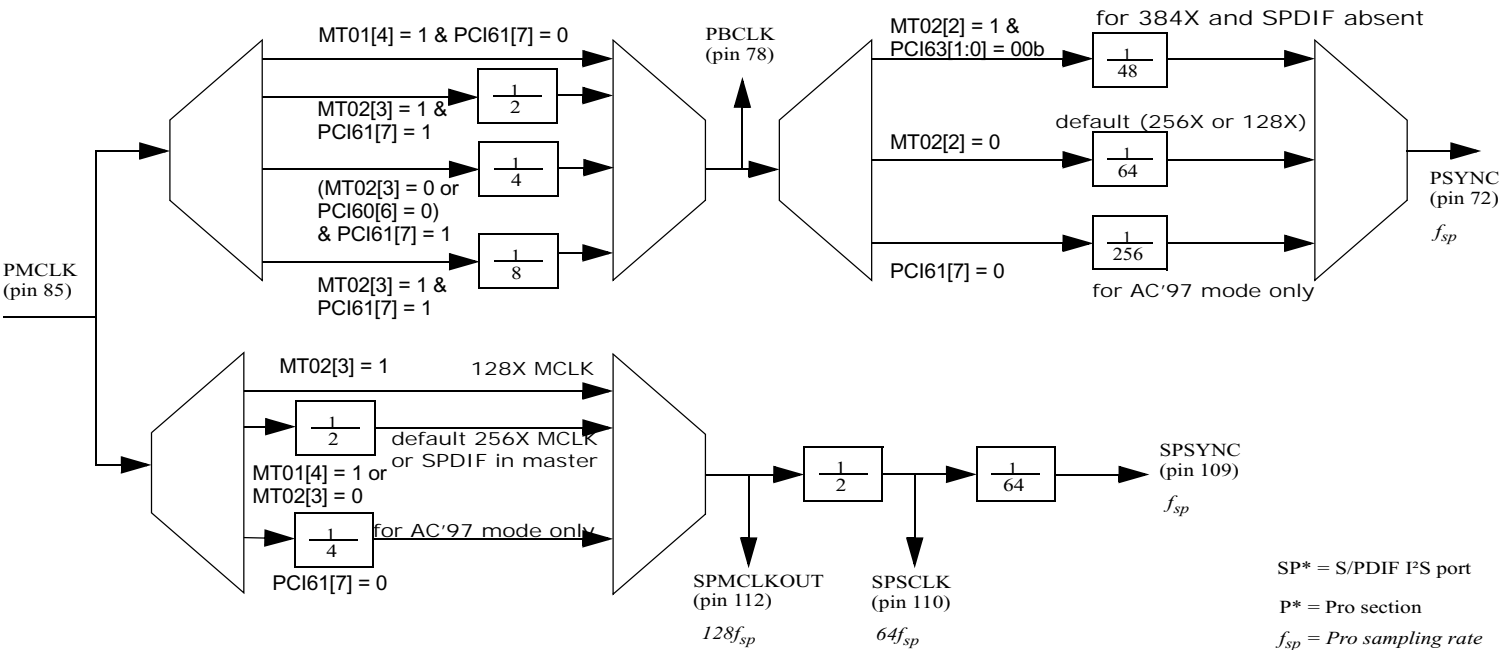 MT01[4] = 1 & PCI61[7] = 0
1
2
MT02[3] = 1 &
PCI61[7] = 1
1
4
(MT02[3] = 0 or
PCI60[6] = 0)
& PCI61[7] = 1
1
8
MT02[3] = 1 &
PCI61[7] = 1
PMCLK
(pin 85)
PBCLK
(pin 78)
MT02[2] = 1 &
PCI63[1:0] = 00b
for 384X and SPDIF absent
1
48
default (256X or 128X)
MT02[2] = 0
1
64
PCI61[7] = 0
1
256
for AC'97 mode only
PSYNC
(pin 72)
fsp
MT02[3] = 1
128X MCLK
1
2
default 256X MCLK
or SPDIF in master
MT01[4] = 1 or
MT02[3] = 0
1
4
for AC'97 mode only
PCI61[7] = 0
1
2
1
64
SPSYNC
(pin 109)
fsp
SPMCLKOUT
(pin 112)
128fsp
SPSCLK
(pin 110)
64fsp
SP* = S/PDIF I²S port
P* = Pro section
fsp = Pro sampling rate